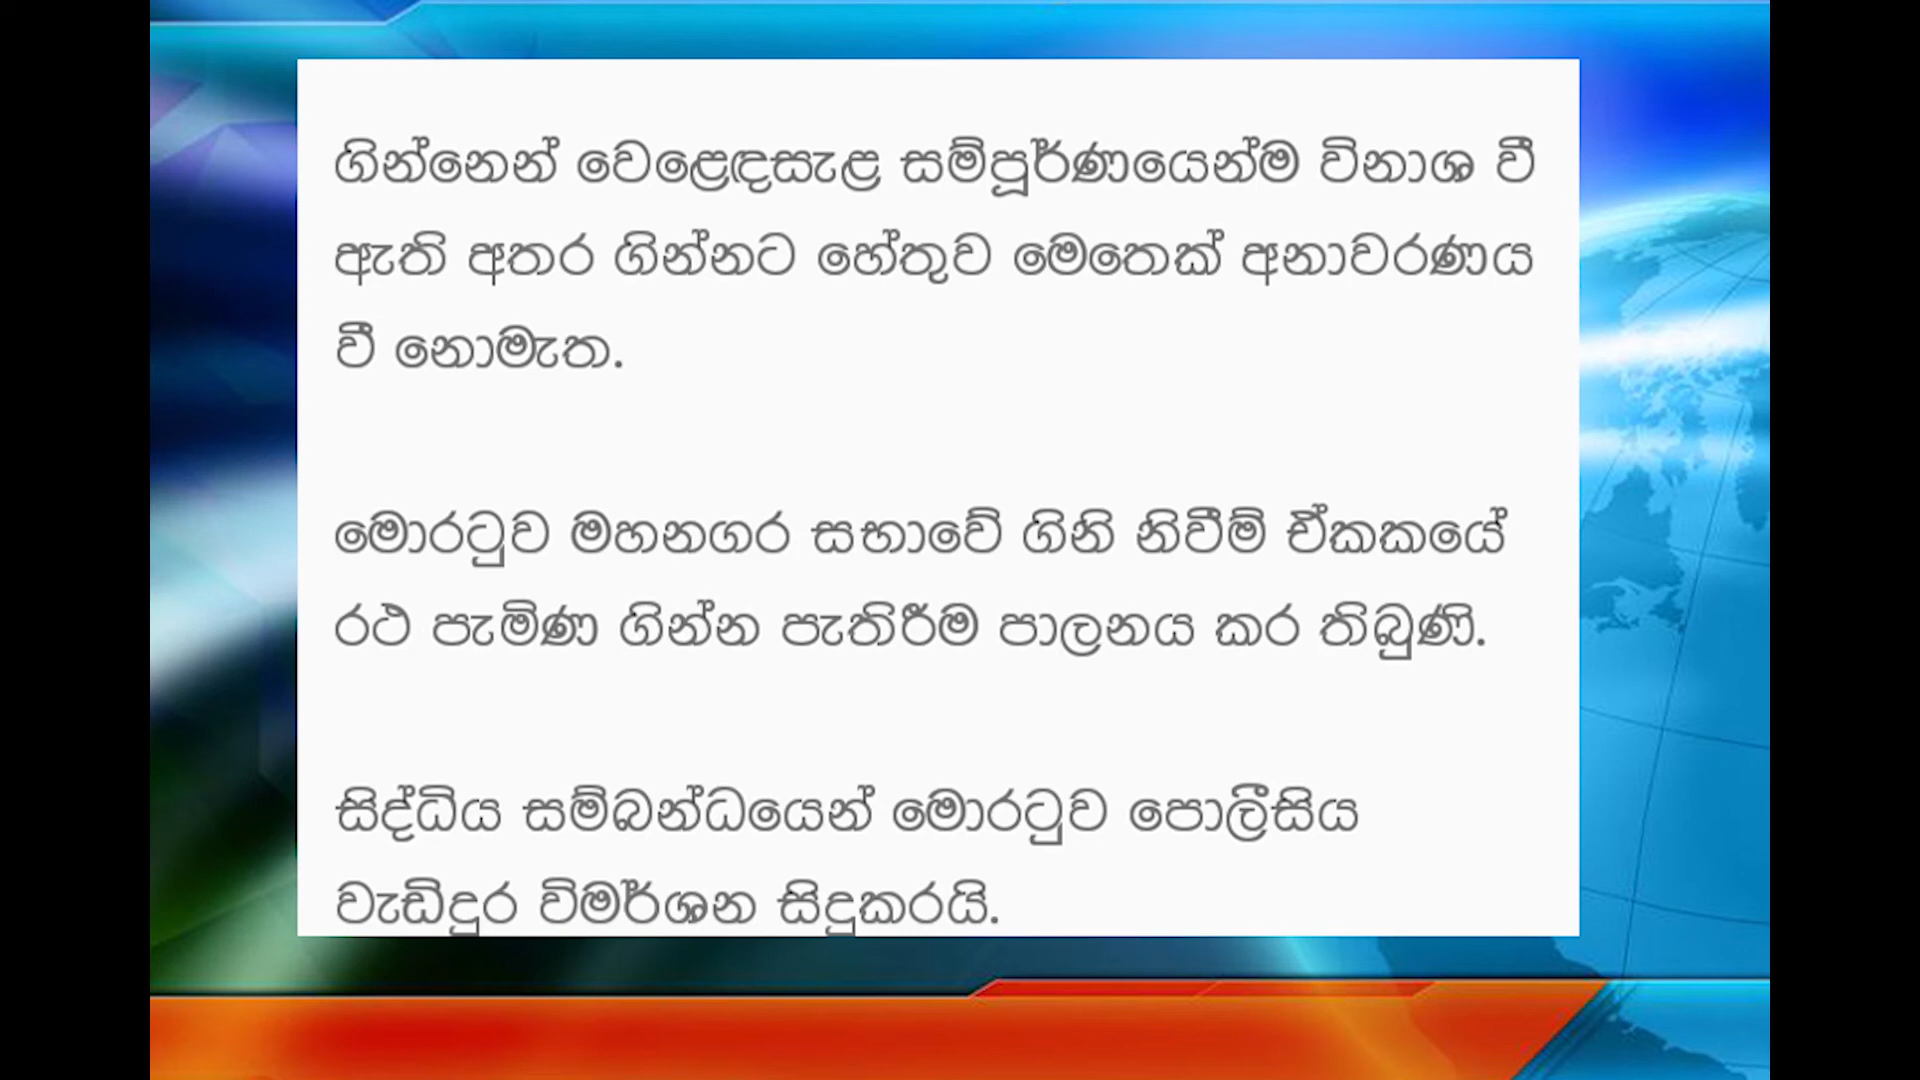 ගින්නෙන් වෙළෙඳසැළ සම්පූර්ණයෙන්ම විනාශ වී
ඇති අතර ගින්නට හේතුව මෙතෙක් අනාවරණය
වී නොමැත.
මොරටුව මහනගර සභාවේ ගිනි නිවීම් ඒකකයේ
රථ පැමිණ ගින්න පැතිරීම පාලනය කර තිබුණි.
සිද්ධිය සම්බන්ධයෙන් මොරටුව පොලීසිය
වැඩිදුර විමර්ශන සිදුකරයි.